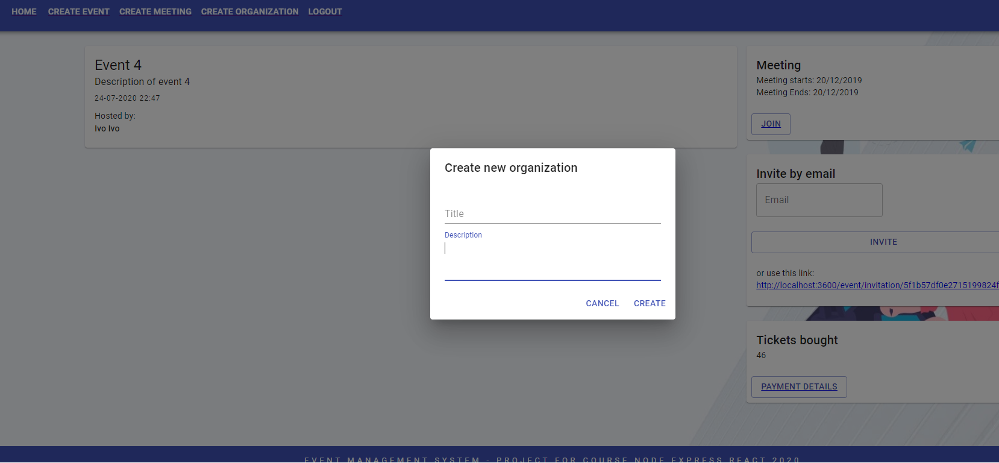 HOME CREATE EVENT CREATE MEETING CREATE ORGANIZATION LOGOUT
Event 4
Description of event 4
24-07-2020 22:47
Hosted by:
Ivo Ivo
Create new organization
Title
Description
CANCEL CREATE
Meeting
Meeting starts: 20/12/2019
Meeting Ends: 20/12/2019
JOIN
Invite by email
Email
INVITE
or use this link:
http://localhost:3600/event/invitation/5f1b57df0e2715199824f
Tickets bought
46
PAYMENT DETAILS
EVENT MANAGEMENT SYSTEM - PROJECT FOR COURSE NODE EXPRESS REACT 2020